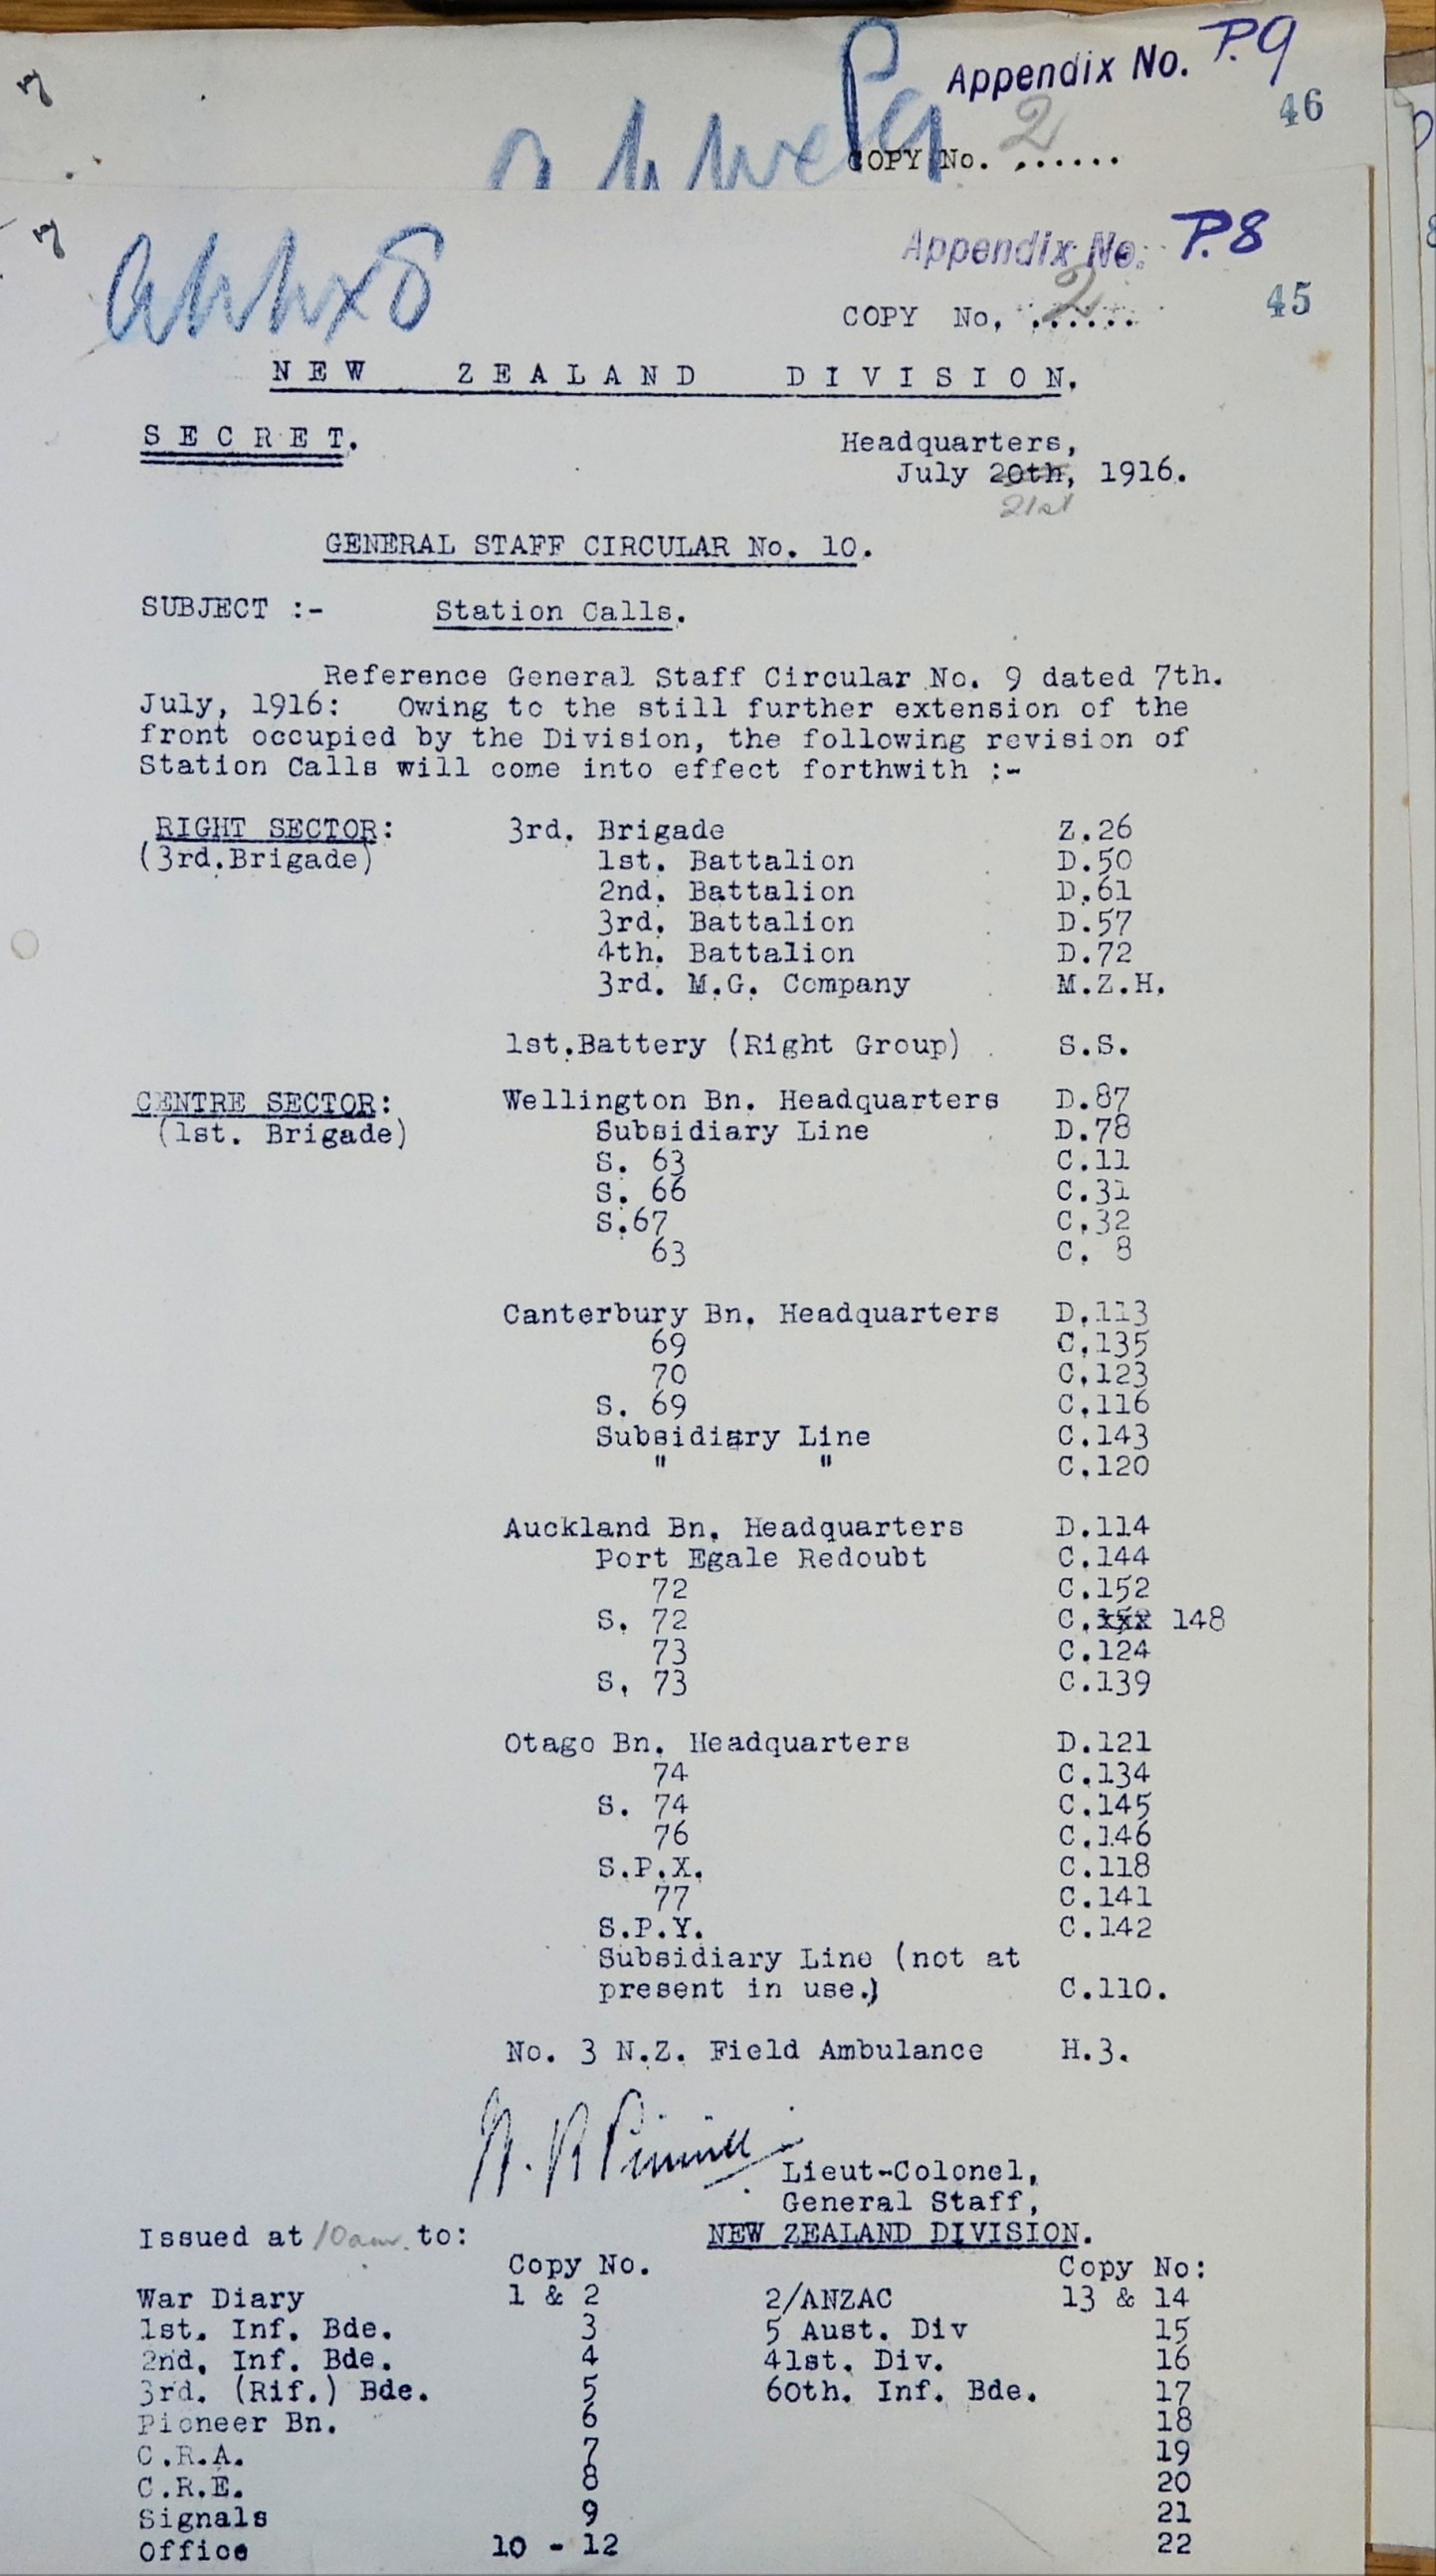 Appendix No. P.9
46
2
COPY No. ......
Appendix No. P.8
2
COPY No, ......
45
NEW ZEALAND DIVISION.
SECRET.
Headquarters,
July 20th, 1916.
21st
GENERAL STAFF CIRCULAR No. 10.
SUBJECT :- Station Calls.
Reference General Staff Circular No. 9 dated 7th.
July, 1916: Owing to the still further extension of the
front occupied by the Division, the following revision of
Station Calls will come into effect forthwith :-
RIGHT SECTOR: 3rd. Brigade Z.26
(3rd.Brigade) 1st. Battalion D.50
2nd. Battalion D.61
3rd. Battalion D.57
4th. Battalion D.72
3rd. M.G. Company M.Z.H.
1st.Battery (Right Group) S.S.
CENTRE SECTOR: Wellington Bn. Headquarters D.87
(1st. Brigade) Subsidiary Line D.78
S. 63 C.11
S. 66 C.31
S.67 C.32
63 C. 8
Canterbury Bn. Headquarters D.113
69 C.135
70 C.123
S. 69 C.116
Subsidiary Line C.143
" " C.120
Auckland Bn. Headquarters D.114
Port Egale Redoubt C.144
72 C.152
S. 72 C.xxx 148
73 C.124
S. 73 C.139
Otago Bn. Headquarters D.121
74 C.134
S. 74 C.145
76 C.146
S.P.X. C.118
77 C.141
S.P.Y. C.142
Subsidiary Line (not at
present in use.) C.110.
No. 3 N.Z. Field Ambulance H.3.
Lieut-Colonel,
General Staff,
Issued at 10am. to: NEW ZEALAND DIVISION.
Copy No. Copy No:
War Diary 1 & 2 2/ANZAC 13 & 14
1st. Inf. Bde. 3 5 Aust. Div 15
2nd. Inf. Bde. 4 41st. Div. 16
3rd. (Rif.) Bde. 5 60th. Inf. Bde. 17
Pioneer Bn. 6 18
C.R.A. 7 19
C.R.E. 8 20
Signals 9 21
Office 10 - 12 22